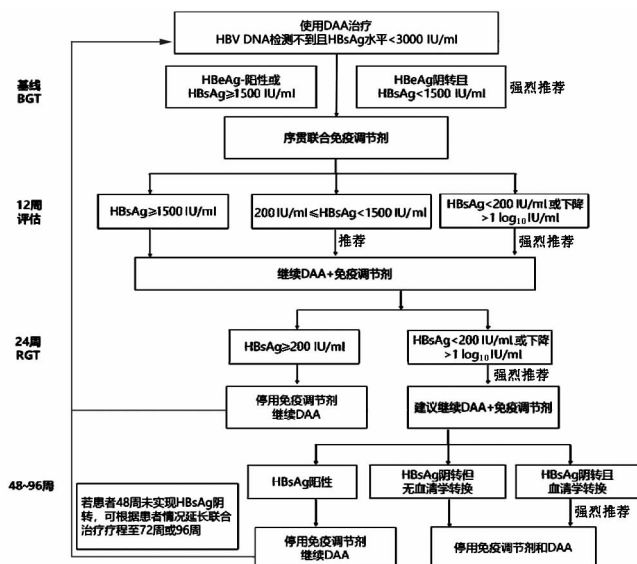 使用DAA治疗
HBV DNA检测不到且HBsAg水平<3000 IU/ml
基线
BGT
HBeAg-阳性或
HBsAg≥1500 IU/ml
HBeAg阴转且
HBsAg<1500 IU/ml
强烈推荐
序贯联合免疫调节剂
12周
评估
HBsAg≥1500 IU/ml
200 IU/ml≤HBsAg<1500 IU/ml
HBsAg<200 IU/ml或下降
>1 log₁₀IU/ml
推荐
强烈推荐
继续DAA+免疫调节剂
24周
RGT
HBsAg≥200 IU/ml
HBsAg<200 IU/ml或下降
>1 log₁₀IU/ml
强烈推荐
停用免疫调节剂
继续DAA
建议继续DAA+免疫调节剂
48~96周
HBsAg阳性
HBsAg阴转但
无血清学转换
HBsAg阴转且
血清学转换
强烈推荐
若患者48周未实现HBsAg阴
转，可根据患者情况延长联合
治疗疗程至72周或96周
停用免疫调节剂
继续DAA
停用免疫调节剂和DAA